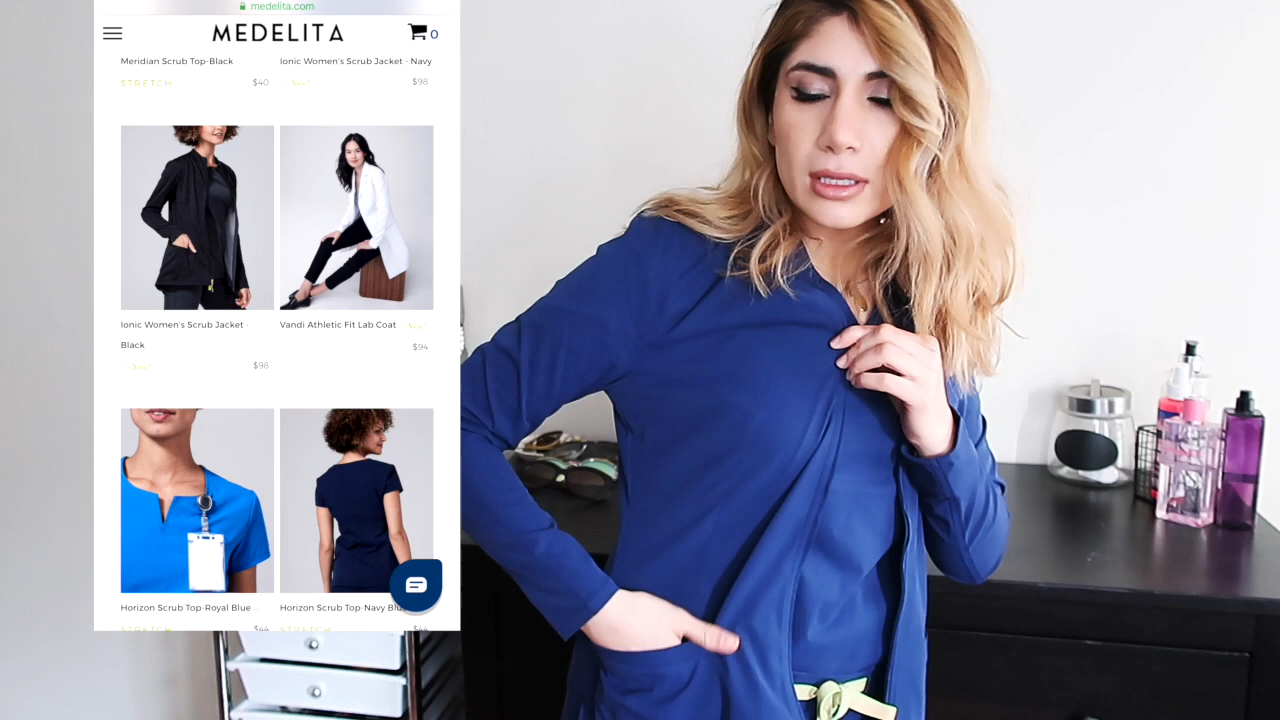 medelita.com
MEDELITA
0
Meridian Scrub Top-Black
STRETCH $40
Ionic Women's Scrub Jacket - Navy
$98
Ionic Women's Scrub Jacket -
Black
$98
Vandi Athletic Fit Lab Coat
$94
Horizon Scrub Top-Royal Blue
STRETCH $44
Horizon Scrub Top-Navy Blu
STRETCH $44